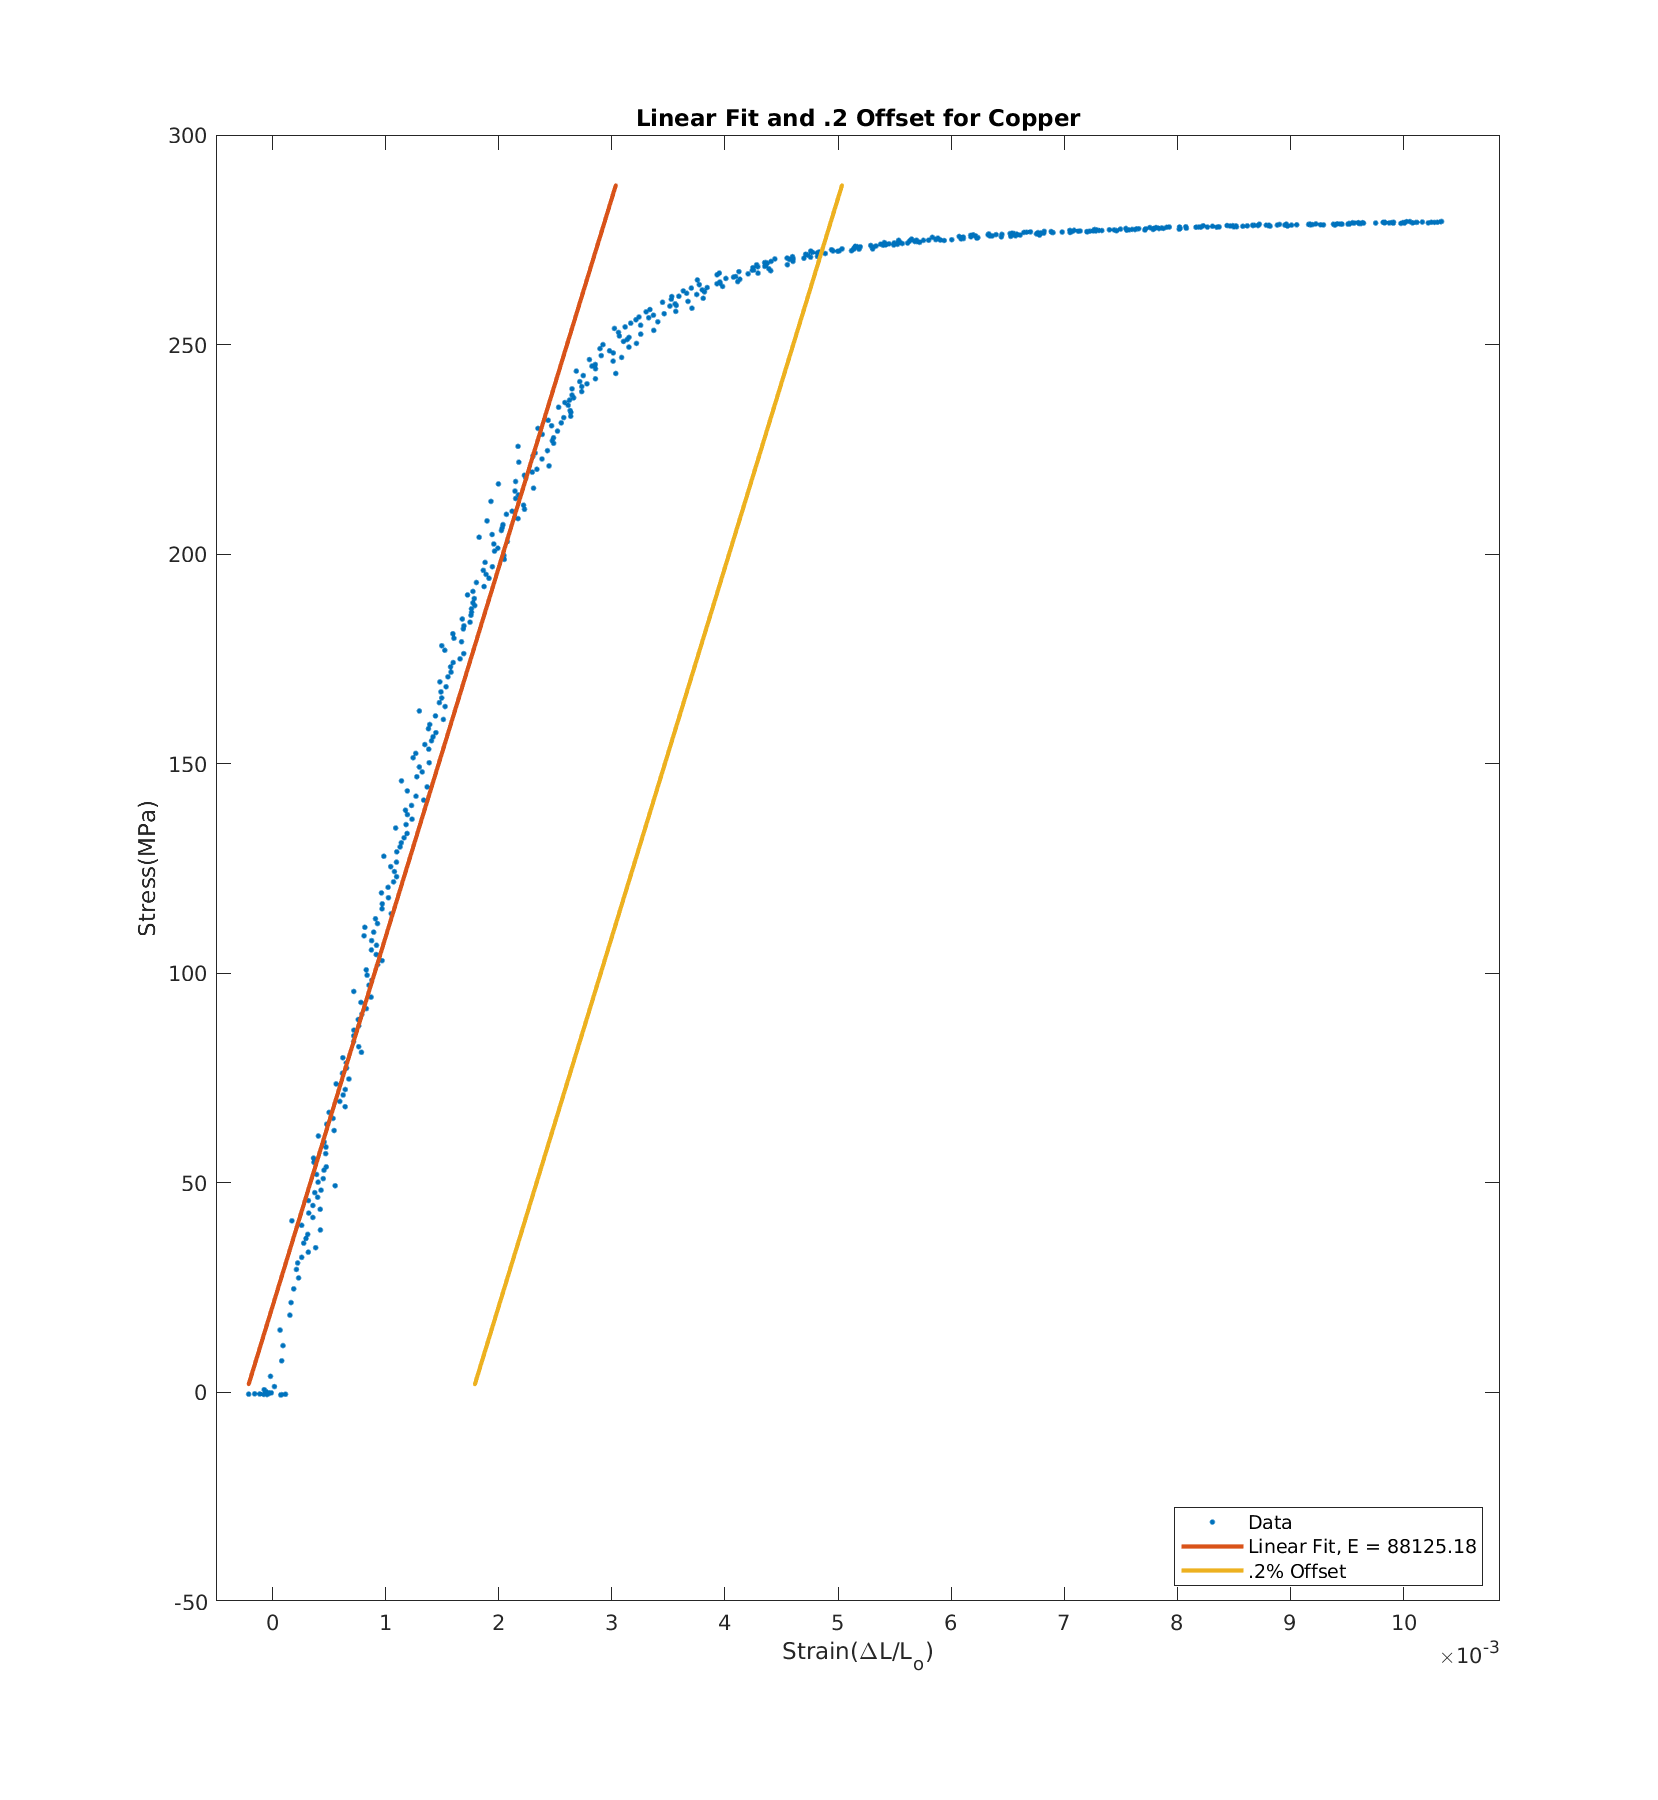 Linear Fit and .2 Offset for Copper
300
250
200
150
100
50
0
-50
Stress(MPa)
0 1 2 3 4 5 6 7 8 9 10
×10-3
Strain(ΔL/Lo)
Data
Linear Fit, E = 88125.18
.2% Offset